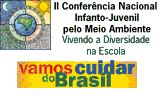 II Conferência Nacional
Infanto-Juvenil
pelo Meio Ambiente
Vivendo a Diversidade
na Escola
vamos cuidar
do Brasil